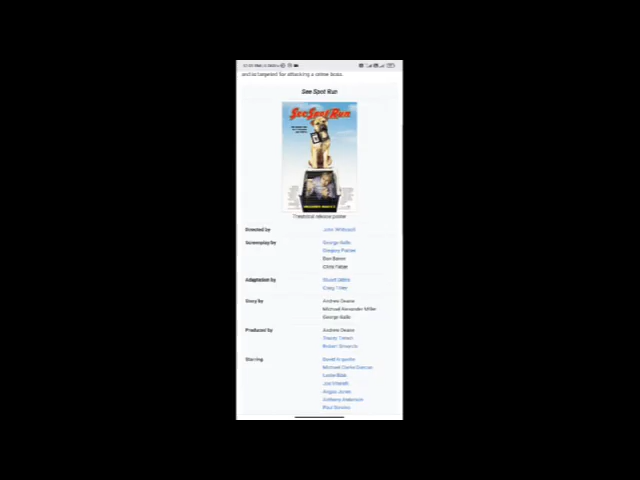 and is targeted for attacking a crime boss.
See Spot Run
See Spot Run
Theatrical release poster
Directed by
John Whitesell
Screenplay by
George Gallo
Gregory Poirier
Dan Baron
Chris Faber
Adaptation by
Stuart Gibbs
Craig Titley
Story by
Andrew Deane
Michael Alexander Miller
George Gallo
Produced by
Andrew Deane
Tracey Trench
Robert Simonds
Starring
David Arquette
Michael Clarke Duncan
Leslie Bibb
Joe Viterelli
Angus Jones
Anthony Anderson
Paul Sorvino